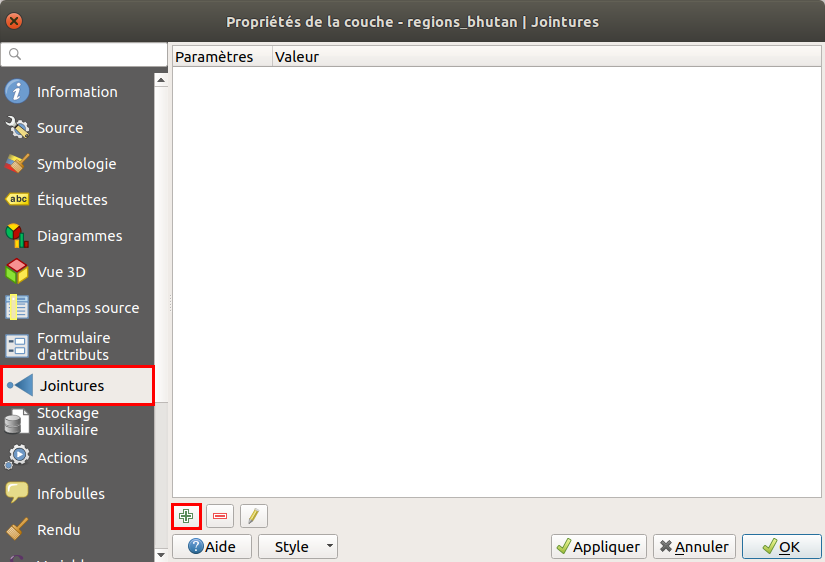 Propriétés de la couche - regions_bhutan | Jointures
Paramètres Valeur
Information
Source
Symbologie
abc Étiquettes
Diagrammes
Vue 3D
Champs source
Formulaire
d'attributs
Jointures
Stockage
auxiliaire
Actions
Infobulles
Rendu
Aide Style Appliquer Annuler OK